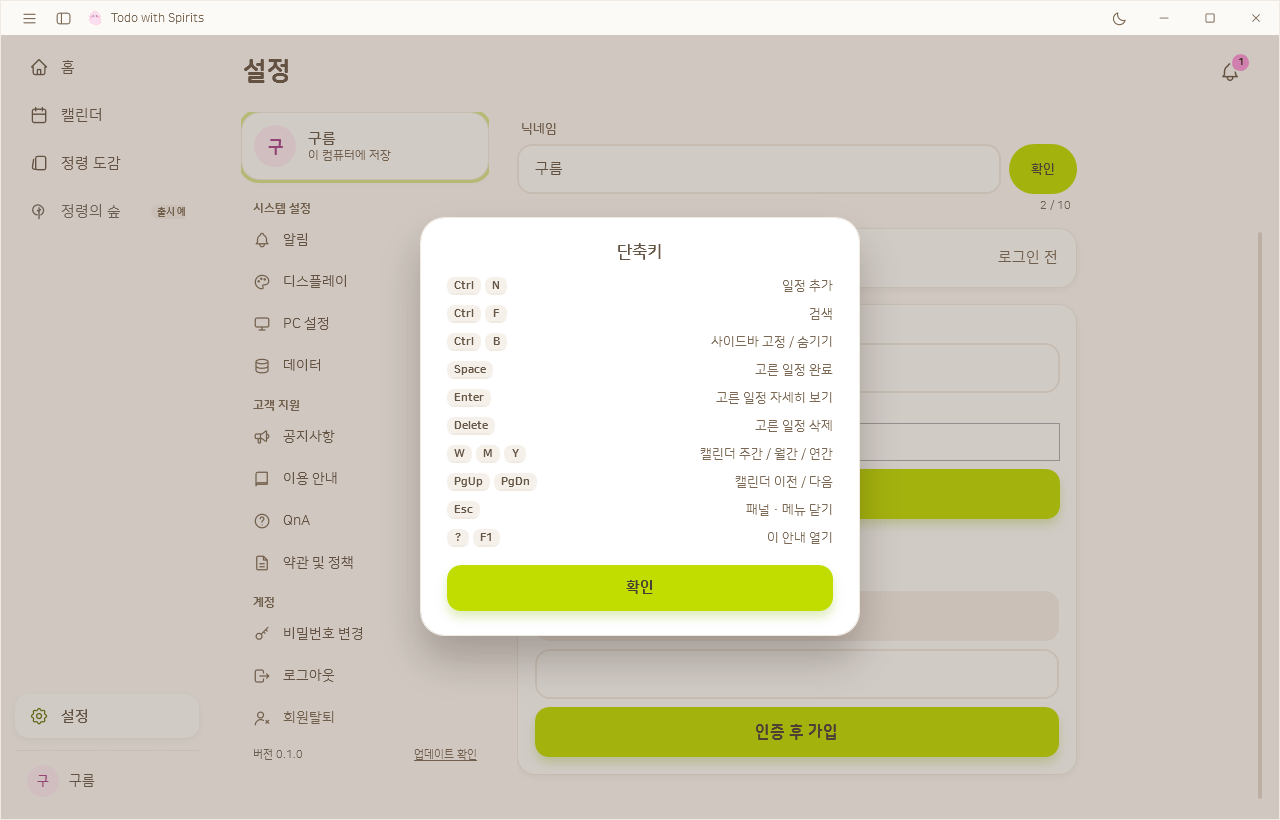 Todo with Spirits
홈
캘린더
정령 도감
정령의 숲
설정
구 구름
설정
1
구 구름
이 컴퓨터에 저장
시스템 설정
알림
디스플레이
PC 설정
데이터
고객 지원
공지사항
이용 안내
QnA
약관 및 정책
계정
비밀번호 변경
로그아웃
회원탈퇴
버전 0.1.0 업데이트 확인
닉네임
구름 확인
2 / 10
로그인 전
인증 후 가입
단축키
Ctrl N 일정 추가
Ctrl F 검색
Ctrl B 사이드바 고정 / 숨기기
Space 고른 일정 완료
Enter 고른 일정 자세히 보기
Delete 고른 일정 삭제
W M Y 캘린더 주간 / 월간 / 연간
PgUp PgDn 캘린더 이전 / 다음
Esc 패널 · 메뉴 닫기
? F1 이 안내 열기
확인